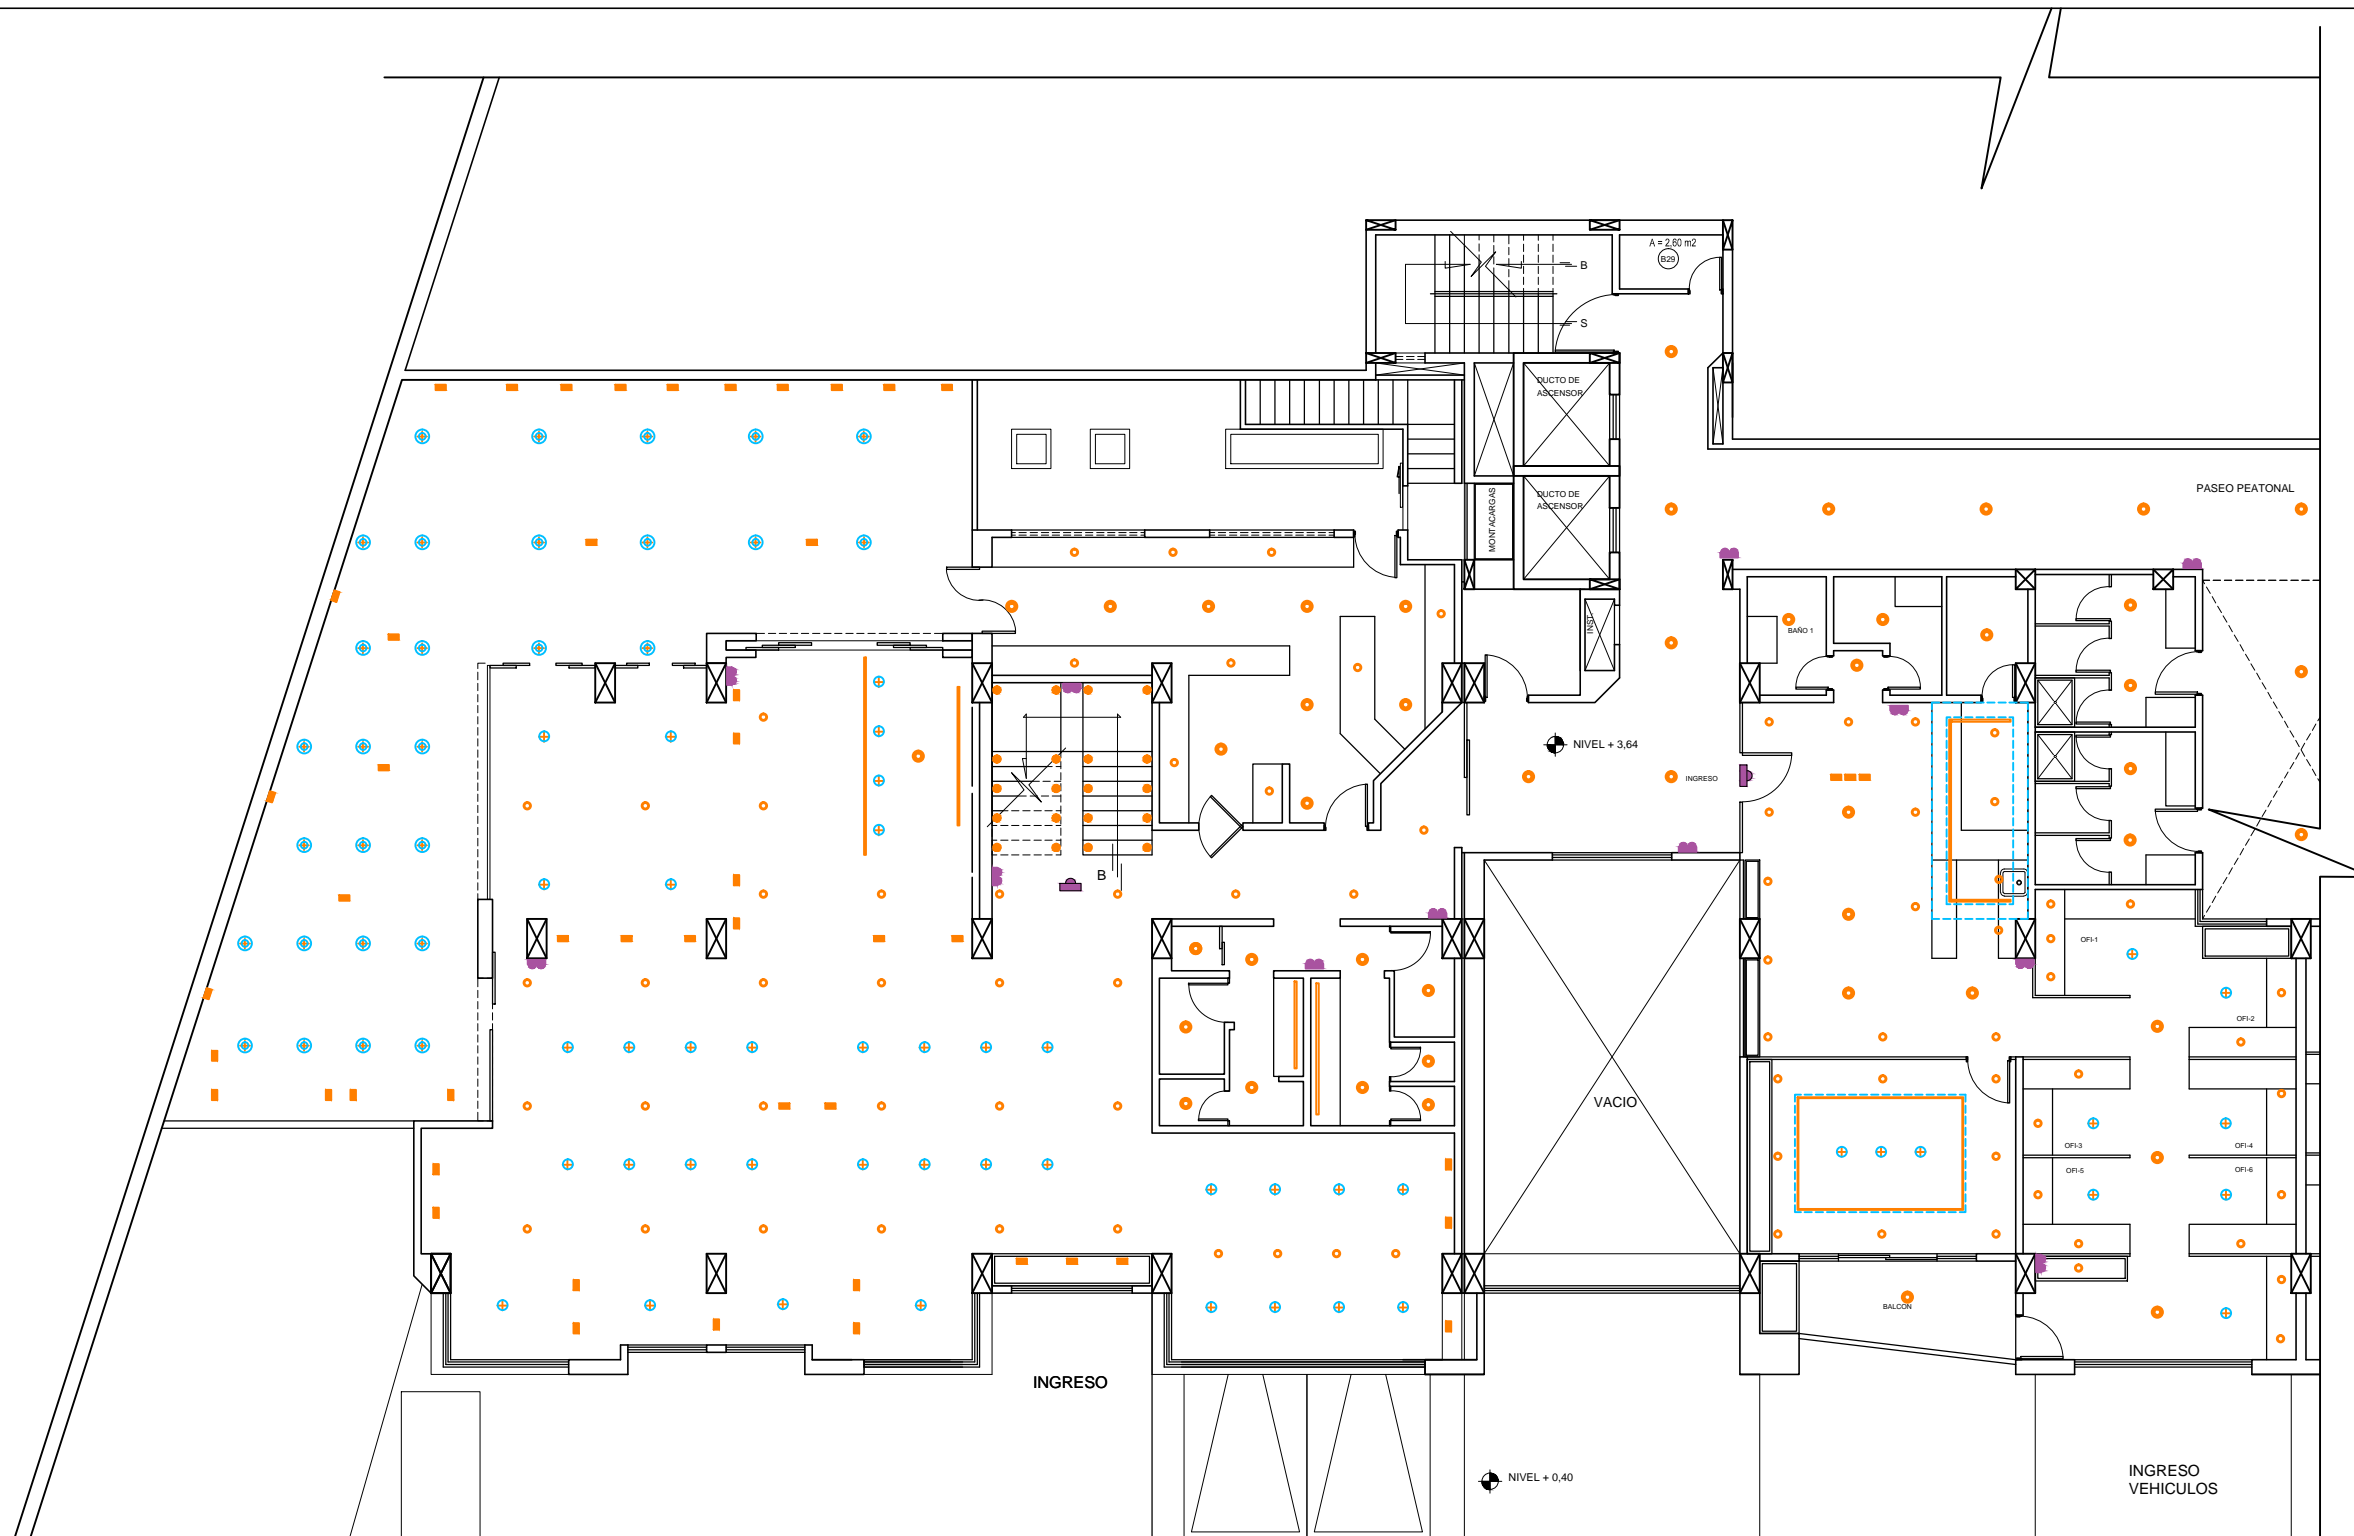 A = 2,60 m2
B29
B
S
DUCTO DE
ASCENSOR
PASEO PEATONAL
DUCTO DE
ASCENSOR
MONTACARGAS
INST.
BAÑO 1
NIVEL + 3,64
INGRESO
B
OFI-1
OFI-2
VACIO
OFI-3
OFI-4
OFI-5
OFI-6
BALCON
INGRESO
NIVEL + 0,40
INGRESO
VEHICULOS